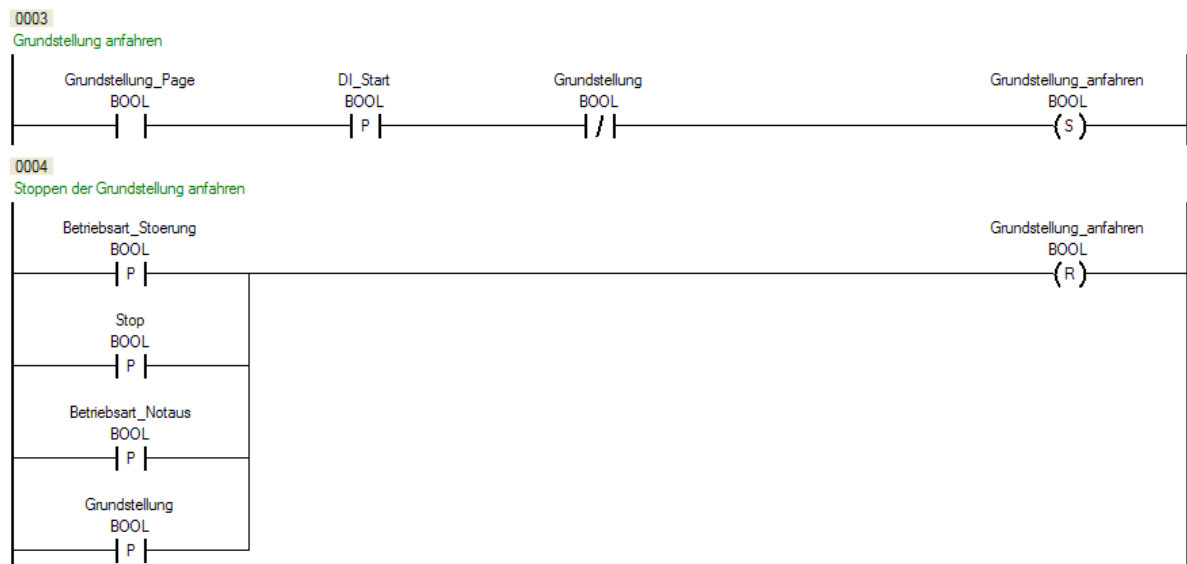 0003
Grundstellung anfahren
Grundstellung_Page DI_Start Grundstellung Grundstellung_anfahren
BOOL BOOL BOOL BOOL
P / S
0004
Stoppen der Grundstellung anfahren
Betriebsart_Stoerung Grundstellung_anfahren
BOOL BOOL
P R
Stop
BOOL
P
Betriebsart_Notaus
BOOL
P
Grundstellung
BOOL
P